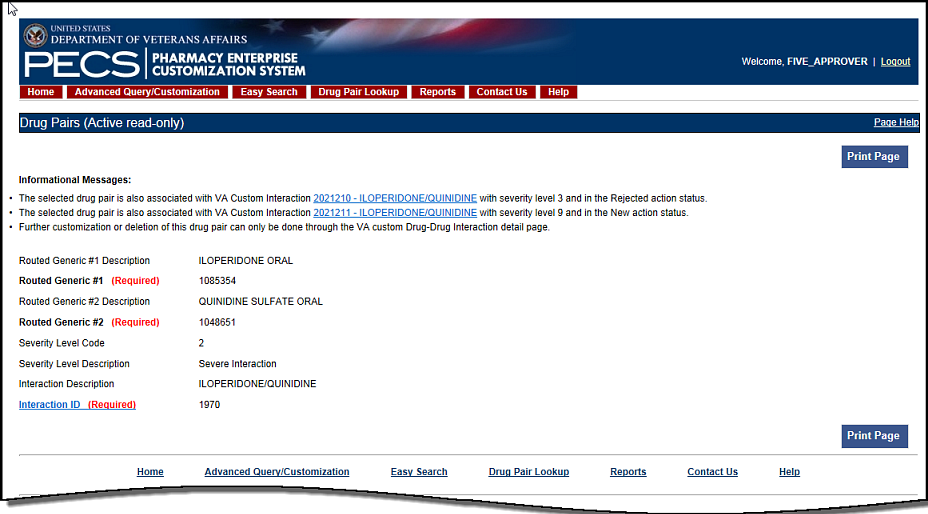 UNITED STATES
DEPARTMENT OF VETERANS AFFAIRS
PECS PHARMACY ENTERPRISE CUSTOMIZATION SYSTEM
Welcome, FIVE_APPROVER | Logout
Home Advanced Query/Customization Easy Search Drug Pair Lookup Reports Contact Us Help
Drug Pairs (Active read-only) Page Help
Print Page
Informational Messages:
• The selected drug pair is also associated with VA Custom Interaction 2021210 - ILOPERIDONE/QUINIDINE with severity level 3 and in the Rejected action status.
• The selected drug pair is also associated with VA Custom Interaction 2021211 - ILOPERIDONE/QUINIDINE with severity level 9 and in the New action status.
• Further customization or deletion of this drug pair can only be done through the VA custom Drug-Drug Interaction detail page.
Routed Generic #1 Description ILOPERIDONE ORAL
Routed Generic #1 (Required) 1085354
Routed Generic #2 Description QUINIDINE SULFATE ORAL
Routed Generic #2 (Required) 1048651
Severity Level Code 2
Severity Level Description Severe Interaction
Interaction Description ILOPERIDONE/QUINIDINE
Interaction ID (Required) 1970
Print Page
Home Advanced Query/Customization Easy Search Drug Pair Lookup Reports Contact Us Help